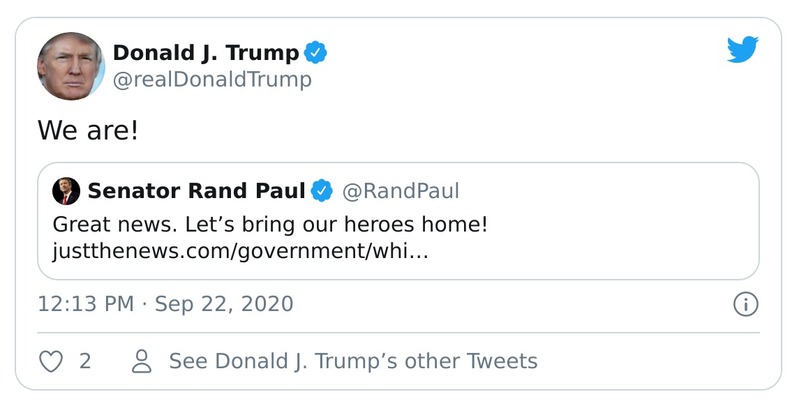 Donald J. Trump
@realDonaldTrump
We are!
Senator Rand Paul @RandPaul
Great news. Let’s bring our heroes home!
justthenews.com/government/whi…
12:13 PM · Sep 22, 2020
2 See Donald J. Trump’s other Tweets